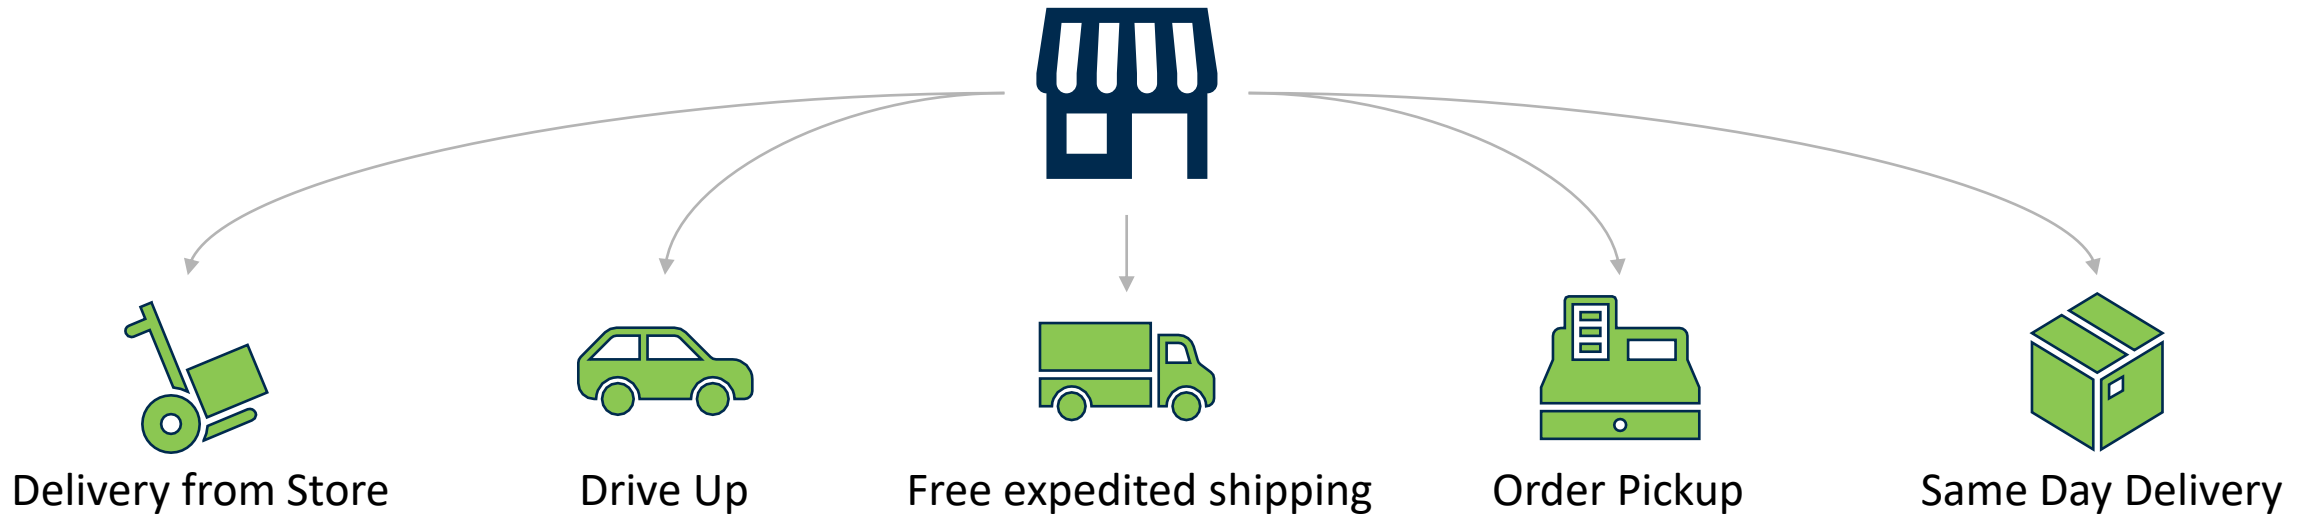 Delivery from Store
Drive Up
Free expedited shipping
Order Pickup
Same Day Delivery